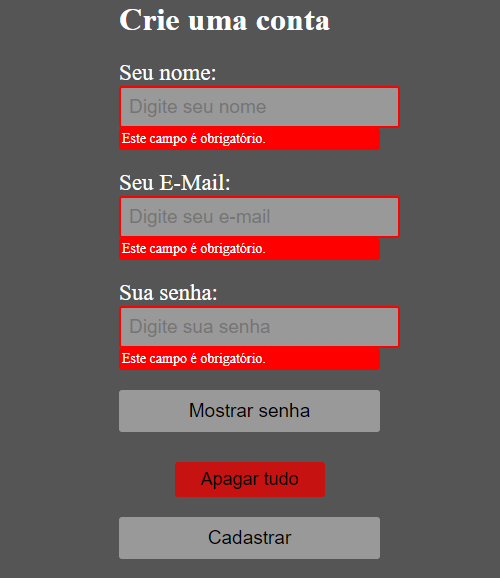 Crie uma conta
Seu nome:
Digite seu nome
Este campo é obrigatório.
Seu E-Mail:
Digite seu e-mail
Este campo é obrigatório.
Sua senha:
Digite sua senha
Este campo é obrigatório.
Mostrar senha
Apagar tudo
Cadastrar